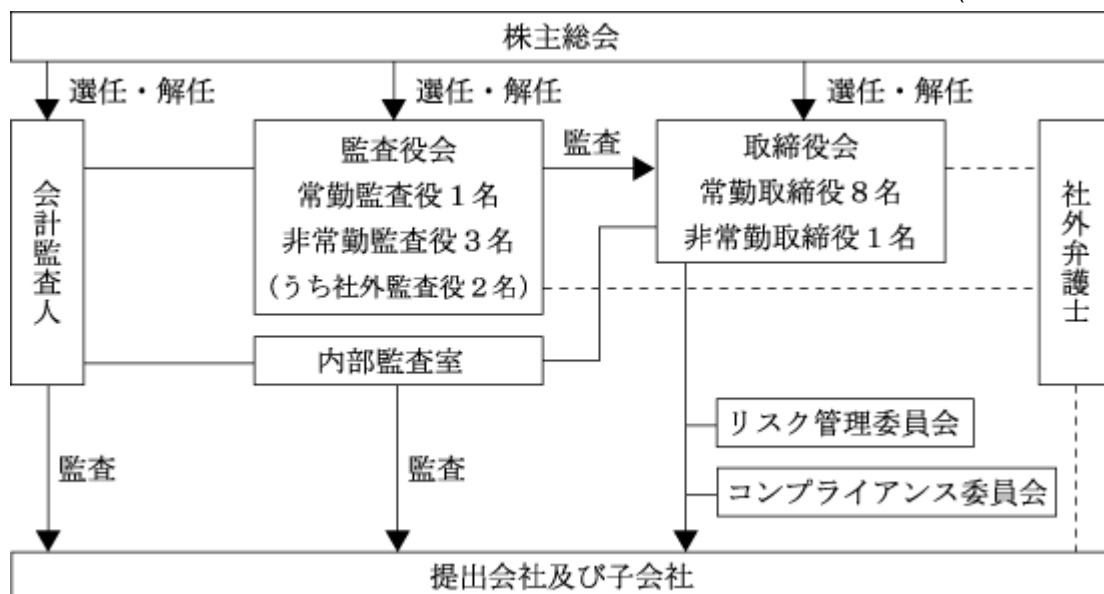 株主総会
選任・解任
選任・解任
選任・解任
会計監査人
監査役会
常勤監査役1名
非常勤監査役3名
(うち社外監査役2名)
監査
取締役会
常勤取締役8名
非常勤取締役1名
社外弁護士
内部監査室
リスク管理委員会
コンプライアンス委員会
監査
監査
提出会社及び子会社